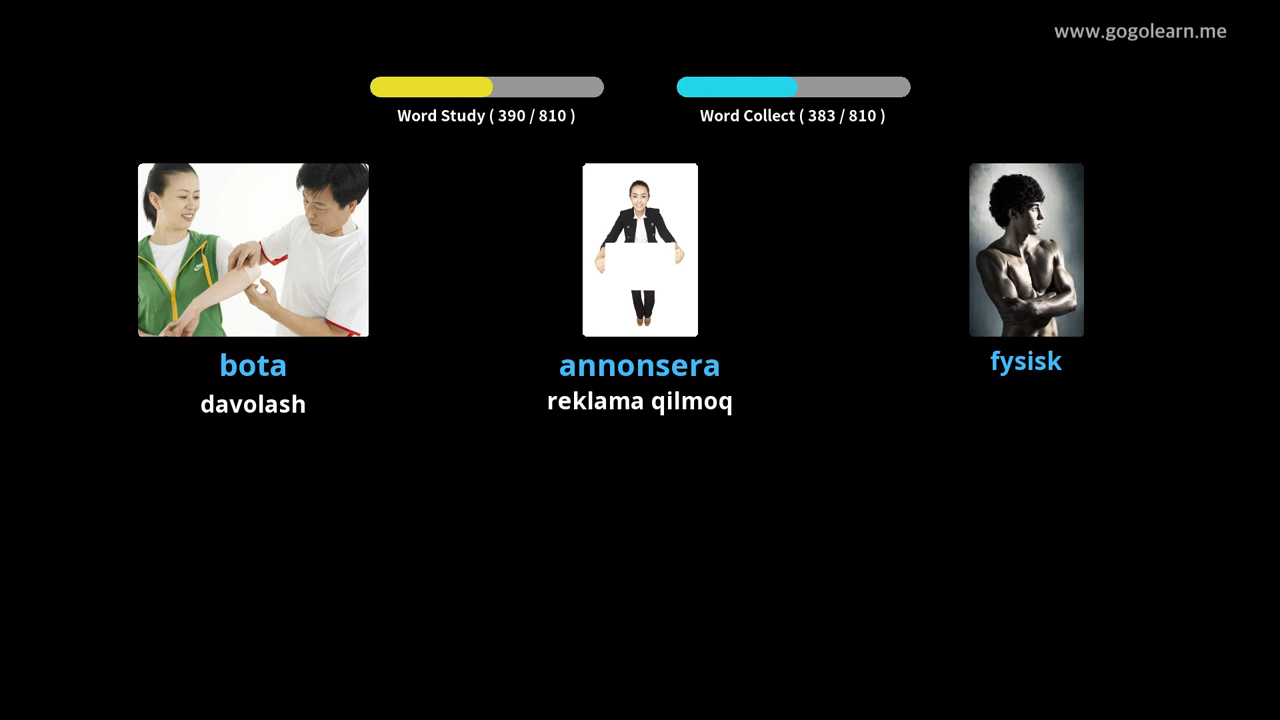 www.gogolearn.me
Word Study ( 390 / 810 )
Word Collect ( 383 / 810 )
bota
davolash
annonsera
reklama qilmoq
fysisk